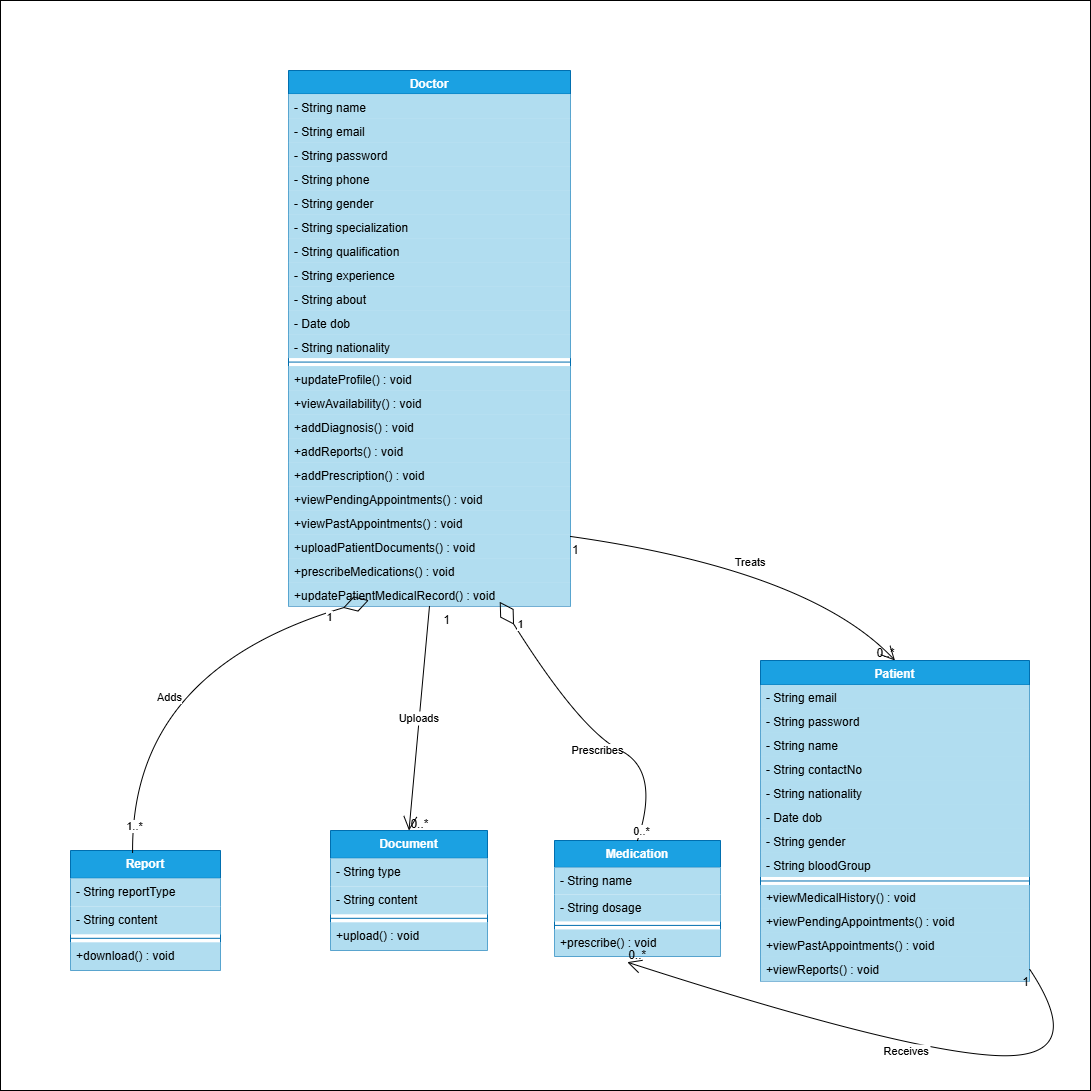 Doctor
- String name
- String email
- String password
- String phone
- String gender
- String specialization
- String qualification
- String experience
- String about
- Date dob
- String nationality
+updateProfile() : void
+viewAvailability() : void
+addDiagnosis() : void
+addReports() : void
+addPrescription() : void
+viewPendingAppointments() : void
+viewPastAppointments() : void
+uploadPatientDocuments() : void
+prescribeMedications() : void
+updatePatientMedicalRecord() : void
1
Treats
0..*
1
Adds
1..*
1
Uploads
0..*
1
Prescribes
0..*
Report
- String reportType
- String content
+download() : void
Document
- String type
- String content
+upload() : void
Medication
- String name
- String dosage
+prescribe() : void
0..*
Patient
- String email
- String password
- String name
- String contactNo
- String nationality
- Date dob
- String gender
- String bloodGroup
+viewMedicalHistory() : void
+viewPendingAppointments() : void
+viewPastAppointments() : void
+viewReports() : void
1
Receives